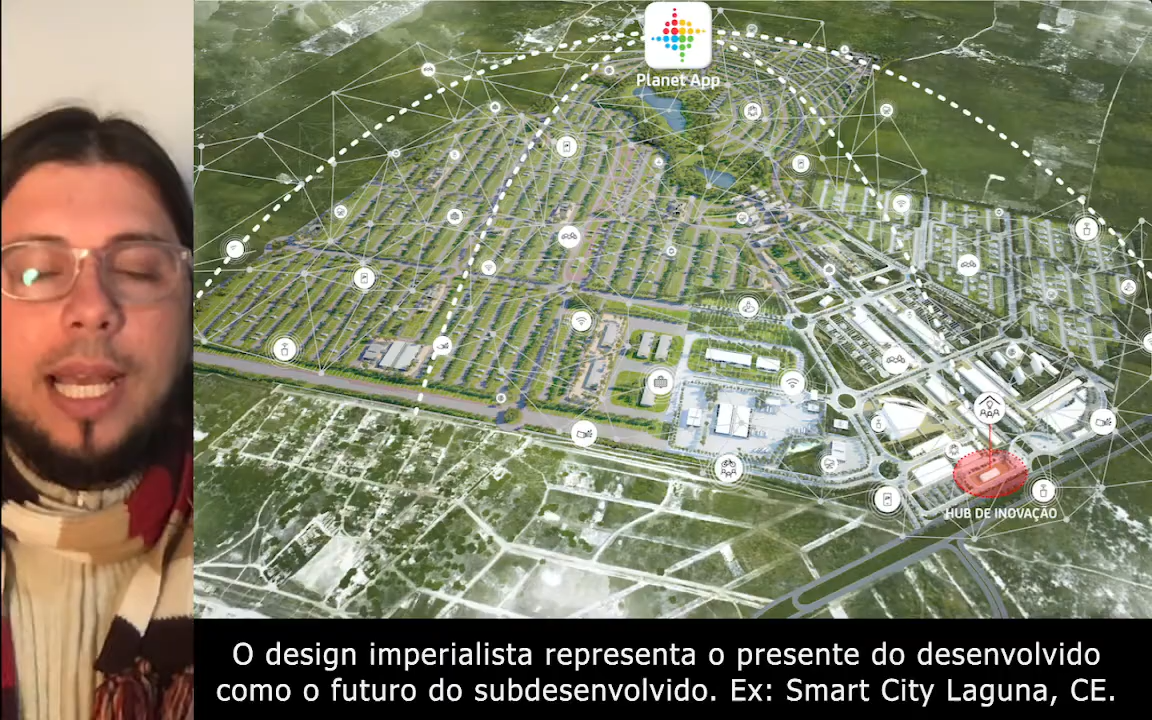 Planet App
HUB DE INOVAÇÃO
O design imperialista representa o presente do desenvolvido
como o futuro do subdesenvolvido. Ex: Smart City Laguna, CE.